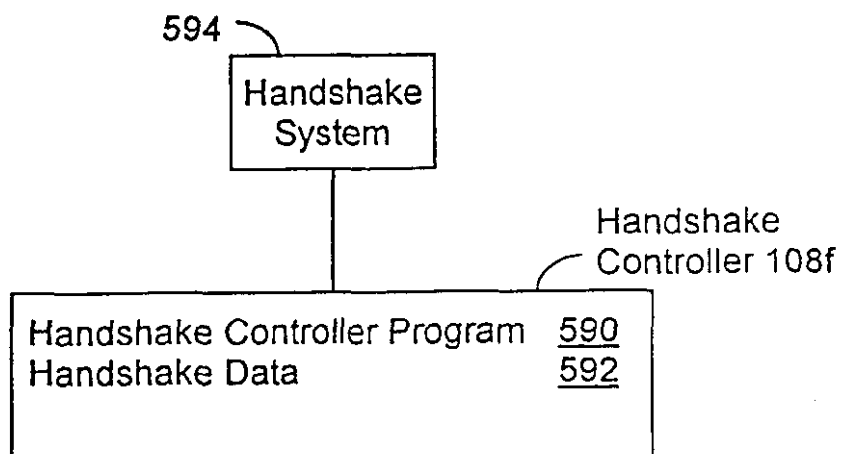 594
Handshake
System
Handshake
Controller 108f
Handshake Controller Program 590
Handshake Data 592